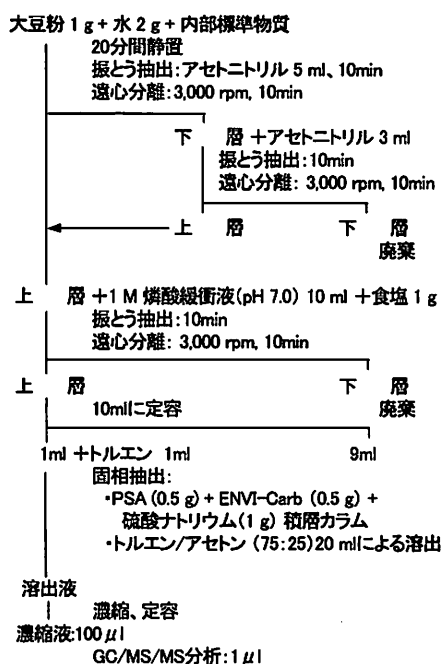 大豆粉 1 g + 水 2 g + 内部標準物質
20分間静置
振とう抽出：アセトニトリル 5 ml、10min
遠心分離：3,000 rpm, 10min
下　層 ＋アセトニトリル 3 ml
振とう抽出：10min
遠心分離： 3,000 rpm, 10min
上　層　下　層
廃棄
上　層 ＋1 M 燐酸緩衝液(pH 7.0) 10 ml ＋食塩 1 g
振とう抽出：10min
遠心分離： 3,000 rpm, 10min
上　層　下　層
10mlに定容　廃棄
1ml ＋トルエン 1ml　9ml
固相抽出：
・PSA (0.5 g) + ENVI-Carb (0.5 g) +
硫酸ナトリウム(1 g) 積層カラム
・トルエン/アセトン (75:25)20 mlによる溶出
溶出液
濃縮、定容
濃縮液:100μl
GC/MS/MS分析：1μl